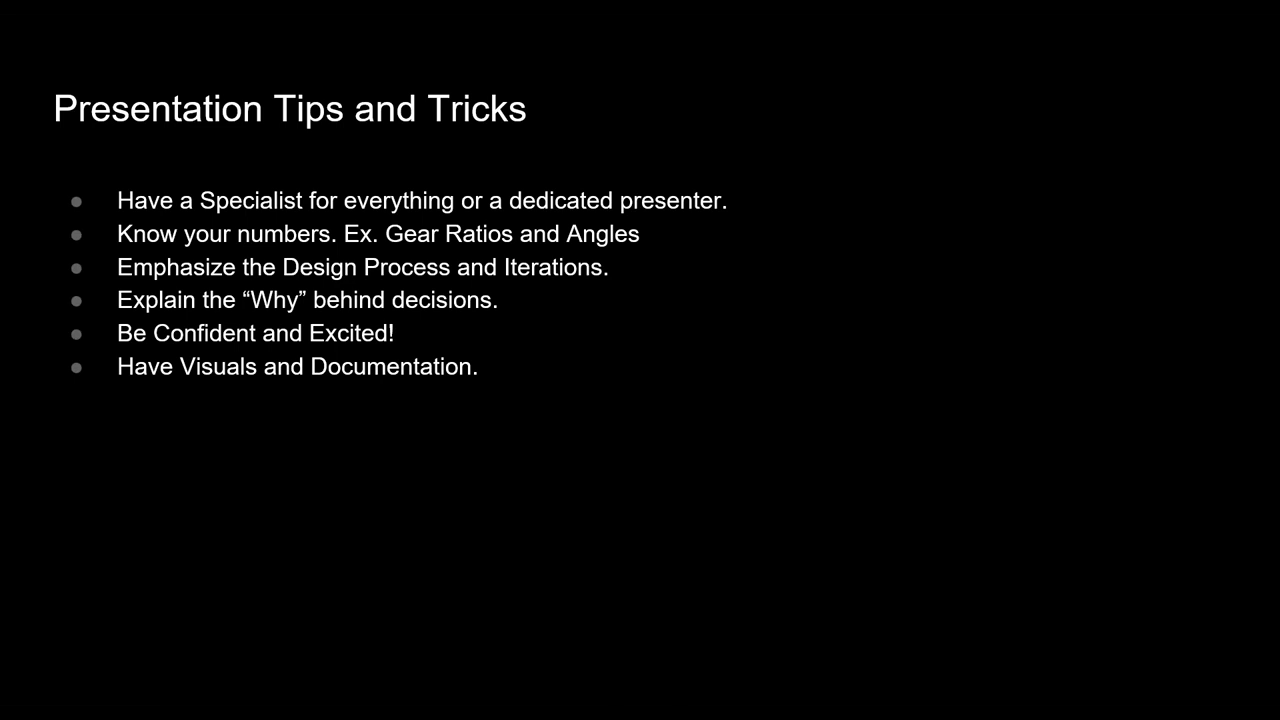 Presentation Tips and Tricks
● Have a Specialist for everything or a dedicated presenter.
● Know your numbers. Ex. Gear Ratios and Angles
● Emphasize the Design Process and Iterations.
● Explain the “Why” behind decisions.
● Be Confident and Excited!
● Have Visuals and Documentation.